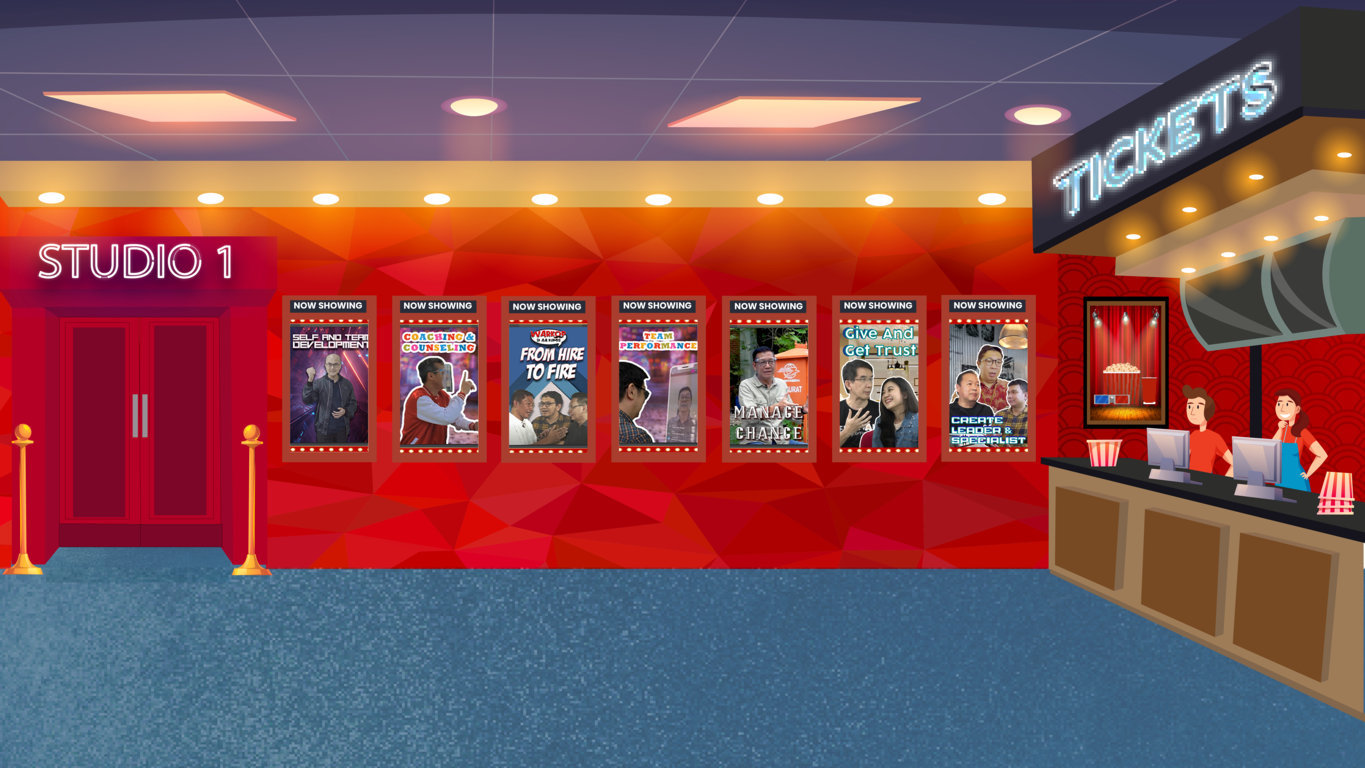 TICKETS
STUDIO 1
NOW SHOWING
SELF AND TEAM
DEVELOPMENT
NOW SHOWING
COACHING &
COUNSELING
NOW SHOWING
WARKOP
FROM HIRE
TO FIRE
NOW SHOWING
TEAM
PERFORMANCE
NOW SHOWING
MANAGE
CHANGE
NOW SHOWING
Give And
Get Trust
NOW SHOWING
CREATE
LEADER &
SPECIALIST